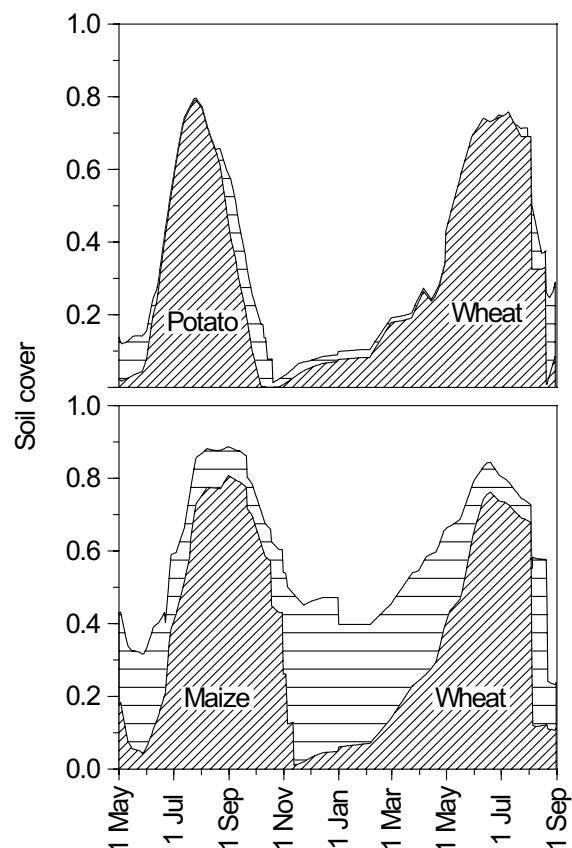 1.0
0.8
0.6
0.4
0.2
Potato
Wheat
Soil cover
1.0
0.8
0.6
0.4
0.2
0.0
Maize
Wheat
1 May
1 Jul
1 Sep
1 Nov
1 Jan
1 Mar
1 May
1 Jul
1 Sep